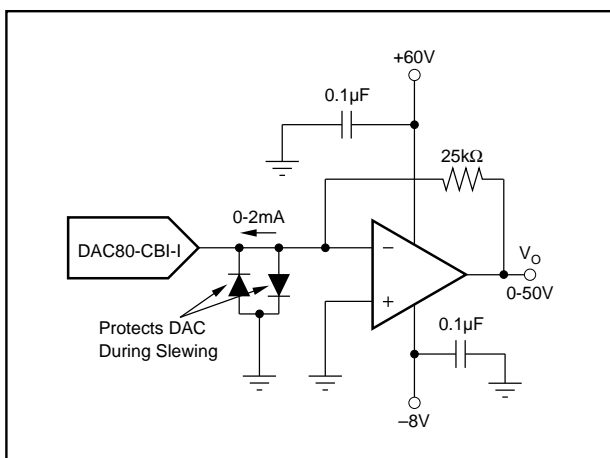 +60V
0.1µF
25kΩ
0-2mA
DAC80-CBI-I
−
+
V_O
0-50V
Protects DAC
During Slewing
0.1µF
–8V